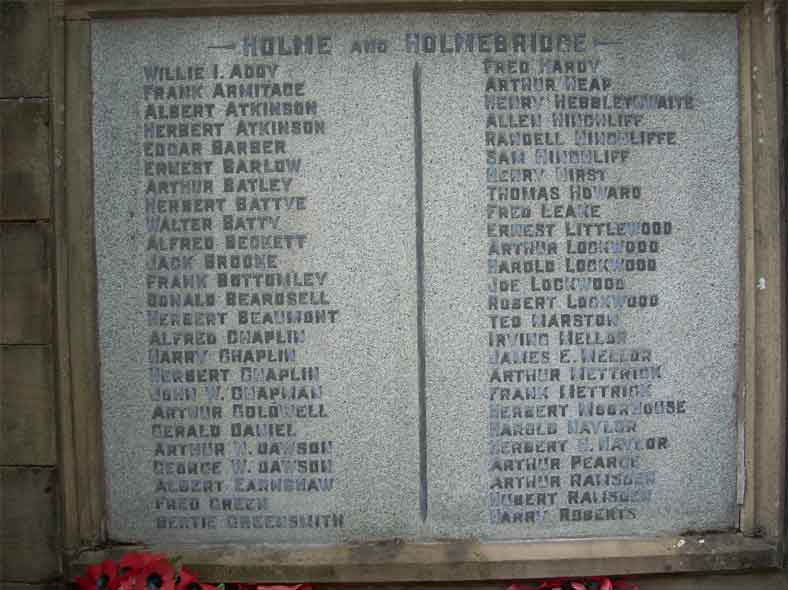 HOLME AND HOLMEBRIDGE
WILLIE I. ADDY
FRANK ARMITAGE
ALBERT ATKINSON
HERBERT ATKINSON
EDGAR BARBER
ERNEST BARLOW
ARTHUR BATLEY
HERBERT BATTYE
WALTER BATTY
ALFRED BECKETT
JACK BROOKE
FRANK BOTTOMLEY
DONALD BEARDSELL
HERBERT BEAUMONT
ALFRED CHAPLIN
HARRY CHAPLIN
HERBERT CHAPLIN
JOHN W. CHAPMAN
ARTHUR COLDWELL
GERALD DANIEL
ARTHUR W. DAWSON
GEORGE W. DAWSON
ALBERT EARNSHAW
FRED GREEN
BERTIE GREENSMITH
FRED HARDY
ARTHUR HEAP
HENRY HEBBLETHWAITE
ALLEN HINCHLIFF
RANDELL HINCHLIFFE
SAM HINCHLIFF
HENRY HIRST
THOMAS HOWARD
FRED LEAKE
ERNEST LITTLEWOOD
ARTHUR LOCKWOOD
HAROLD LOCKWOOD
JOE LOCKWOOD
ROBERT LOCKWOOD
TED MARSTON
IRVING MELLOR
JAMES E. MELLOR
ARTHUR METTRICK
FRANK METTRICK
HERBERT MOORHOUSE
HAROLD NAYLOR
HERBERT NAYLOR
ARTHUR PEARCE
ARTHUR RAMSDEN
HUBERT RAMSDEN
HARRY ROBERTS